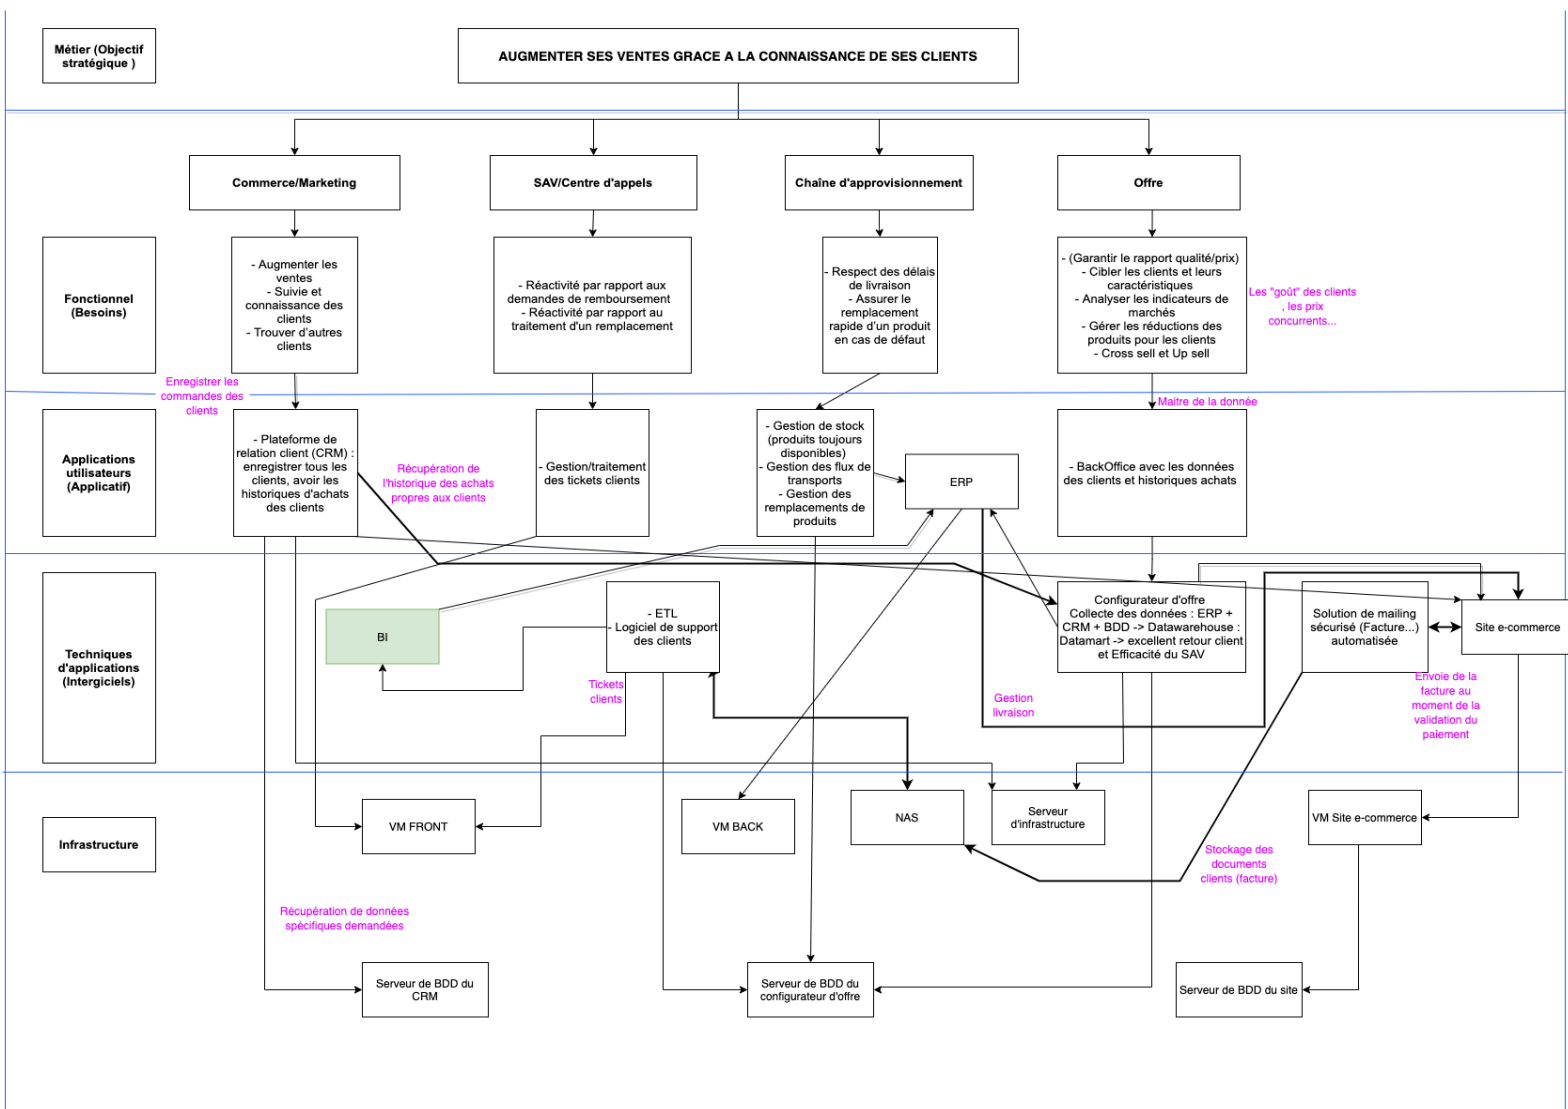 Métier (Objectif
stratégique )
AUGMENTER SES VENTES GRACE A LA CONNAISSANCE DE SES CLIENTS
Commerce/Marketing
SAV/Centre d'appels
Chaîne d'approvisionnement
Offre
Fonctionnel
(Besoins)
- Augmenter les
ventes
- Suivie et
connaissance des
clients
- Trouver d'autres
clients
- Réactivité par rapport aux
demandes de remboursement
- Réactivité par rapport au
traitement d'un remplacement
- Respect des délais
de livraison
- Assurer le
remplacement
rapide d'un produit
en cas de défaut
- (Garantir le rapport qualité/prix)
- Cibler les clients et leurs
caractéristiques
- Analyser les indicateurs de
marchés
- Gérer les réductions des
produits pour les clients
- Cross sell et Up sell
Les "goût" des clients
, les prix
concurrents...
Enregistrer les
commandes des
clients
Maitre de la donnée
Applications
utilisateurs
(Applicatif)
- Plateforme de
relation client (CRM) :
enregistrer tous les
clients, avoir les
historiques d'achats
des clients
Récupération de
l'historique des achats
propres aux clients
- Gestion/traitement
des tickets clients
- Gestion de stock
(produits toujours
disponibles)
- Gestion des flux de
transports
- Gestion des
remplacements de
produits
ERP
- BackOffice avec les données
des clients et historiques achats
Techniques
d'applications
(Intergiciels)
BI
- ETL
- Logiciel de support
des clients
Tickets
clients
Configurateur d'offre
Collecte des données : ERP +
CRM + BDD -> Datawarehouse :
Datamart -> excellent retour client
et Efficacité du SAV
Solution de mailing
sécurisé (Facture...)
automatisée
Site e-commerce
Gestion
livraison
Envoie de la
facture au
moment de la
validation du
paiement
Infrastructure
VM FRONT
VM BACK
NAS
Serveur
d'infrastructure
VM Site e-commerce
Stockage des
documents
clients (facture)
Récupération de données
spécifiques demandées
Serveur de BDD du
CRM
Serveur de BDD du
configurateur d'offre
Serveur de BDD du site